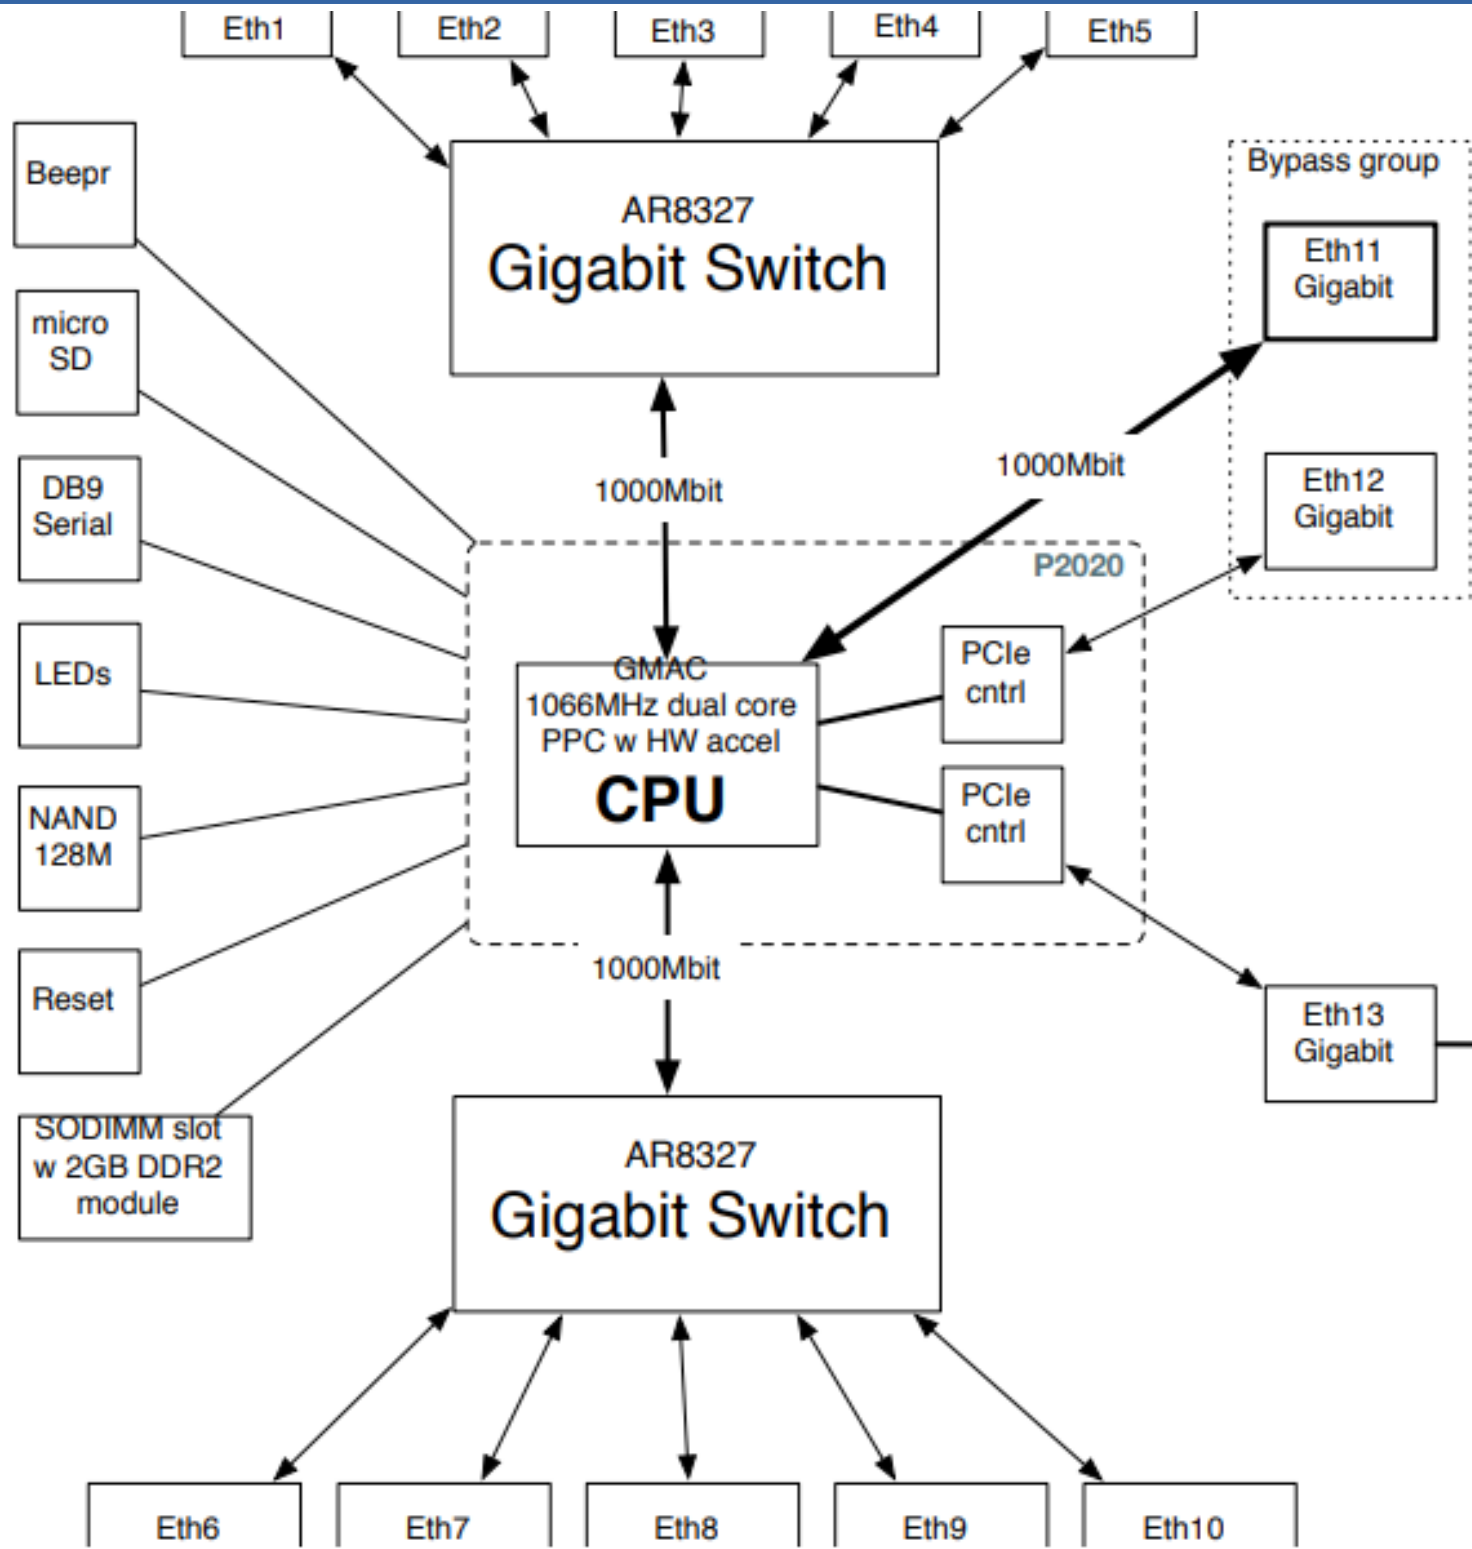 Eth1
Eth2
Eth3
Eth4
Eth5
Beepr
AR8327
Gigabit Switch
Bypass group
Eth11
Gigabit
micro
SD
1000Mbit
1000Mbit
DB9
Serial
Eth12
Gigabit
P2020
LEDs
GMAC
1066MHz dual core
PPC w HW accel
CPU
PCIe
cntrl
PCIe
cntrl
NAND
128M
1000Mbit
Reset
Eth13
Gigabit
SODIMM slot
w 2GB DDR2
module
AR8327
Gigabit Switch
Eth6
Eth7
Eth8
Eth9
Eth10